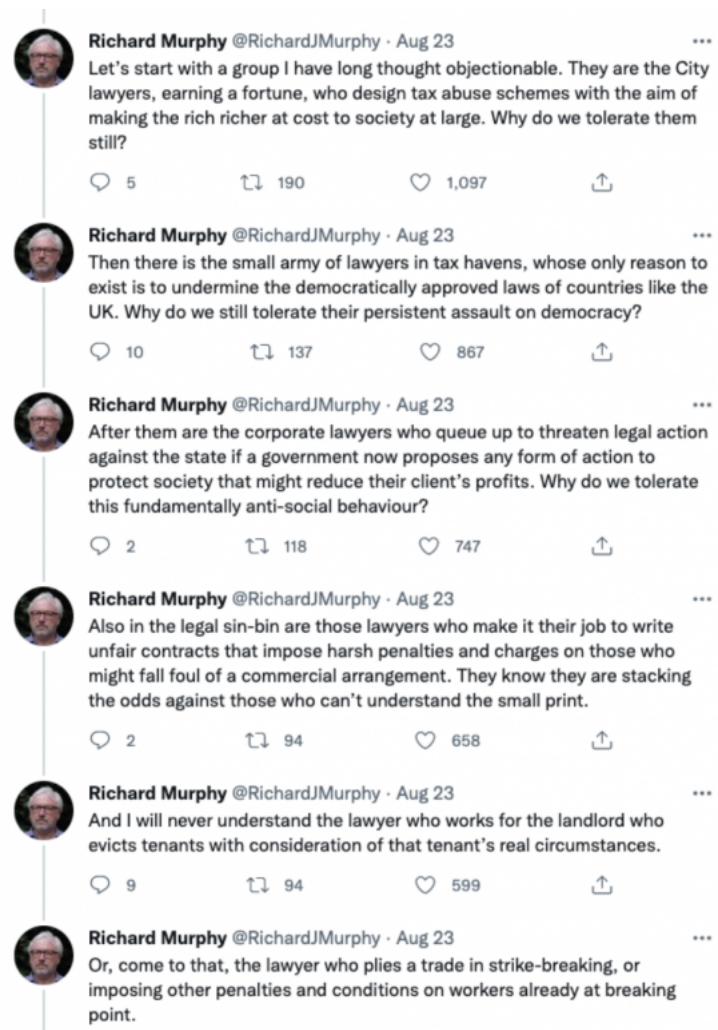 Richard Murphy @RichardJMurphy · Aug 23
Let's start with a group I have long thought objectionable. They are the City
lawyers, earning a fortune, who design tax abuse schemes with the aim of
making the rich richer at cost to society at large. Why do we tolerate them
still?
5 190 1,097
Richard Murphy @RichardJMurphy · Aug 23
Then there is the small army of lawyers in tax havens, whose only reason to
exist is to undermine the democratically approved laws of countries like the
UK. Why do we still tolerate their persistent assault on democracy?
10 137 867
Richard Murphy @RichardJMurphy · Aug 23
After them are the corporate lawyers who queue up to threaten legal action
against the state if a government now proposes any form of action to
protect society that might reduce their client's profits. Why do we tolerate
this fundamentally anti-social behaviour?
2 118 747
Richard Murphy @RichardJMurphy · Aug 23
Also in the legal sin-bin are those lawyers who make it their job to write
unfair contracts that impose harsh penalties and charges on those who
might fall foul of a commercial arrangement. They know they are stacking
the odds against those who can't understand the small print.
2 94 658
Richard Murphy @RichardJMurphy · Aug 23
And I will never understand the lawyer who works for the landlord who
evicts tenants with consideration of that tenant's real circumstances.
9 94 599
Richard Murphy @RichardJMurphy · Aug 23
Or, come to that, the lawyer who plies a trade in strike-breaking, or
imposing other penalties and conditions on workers already at breaking
point.